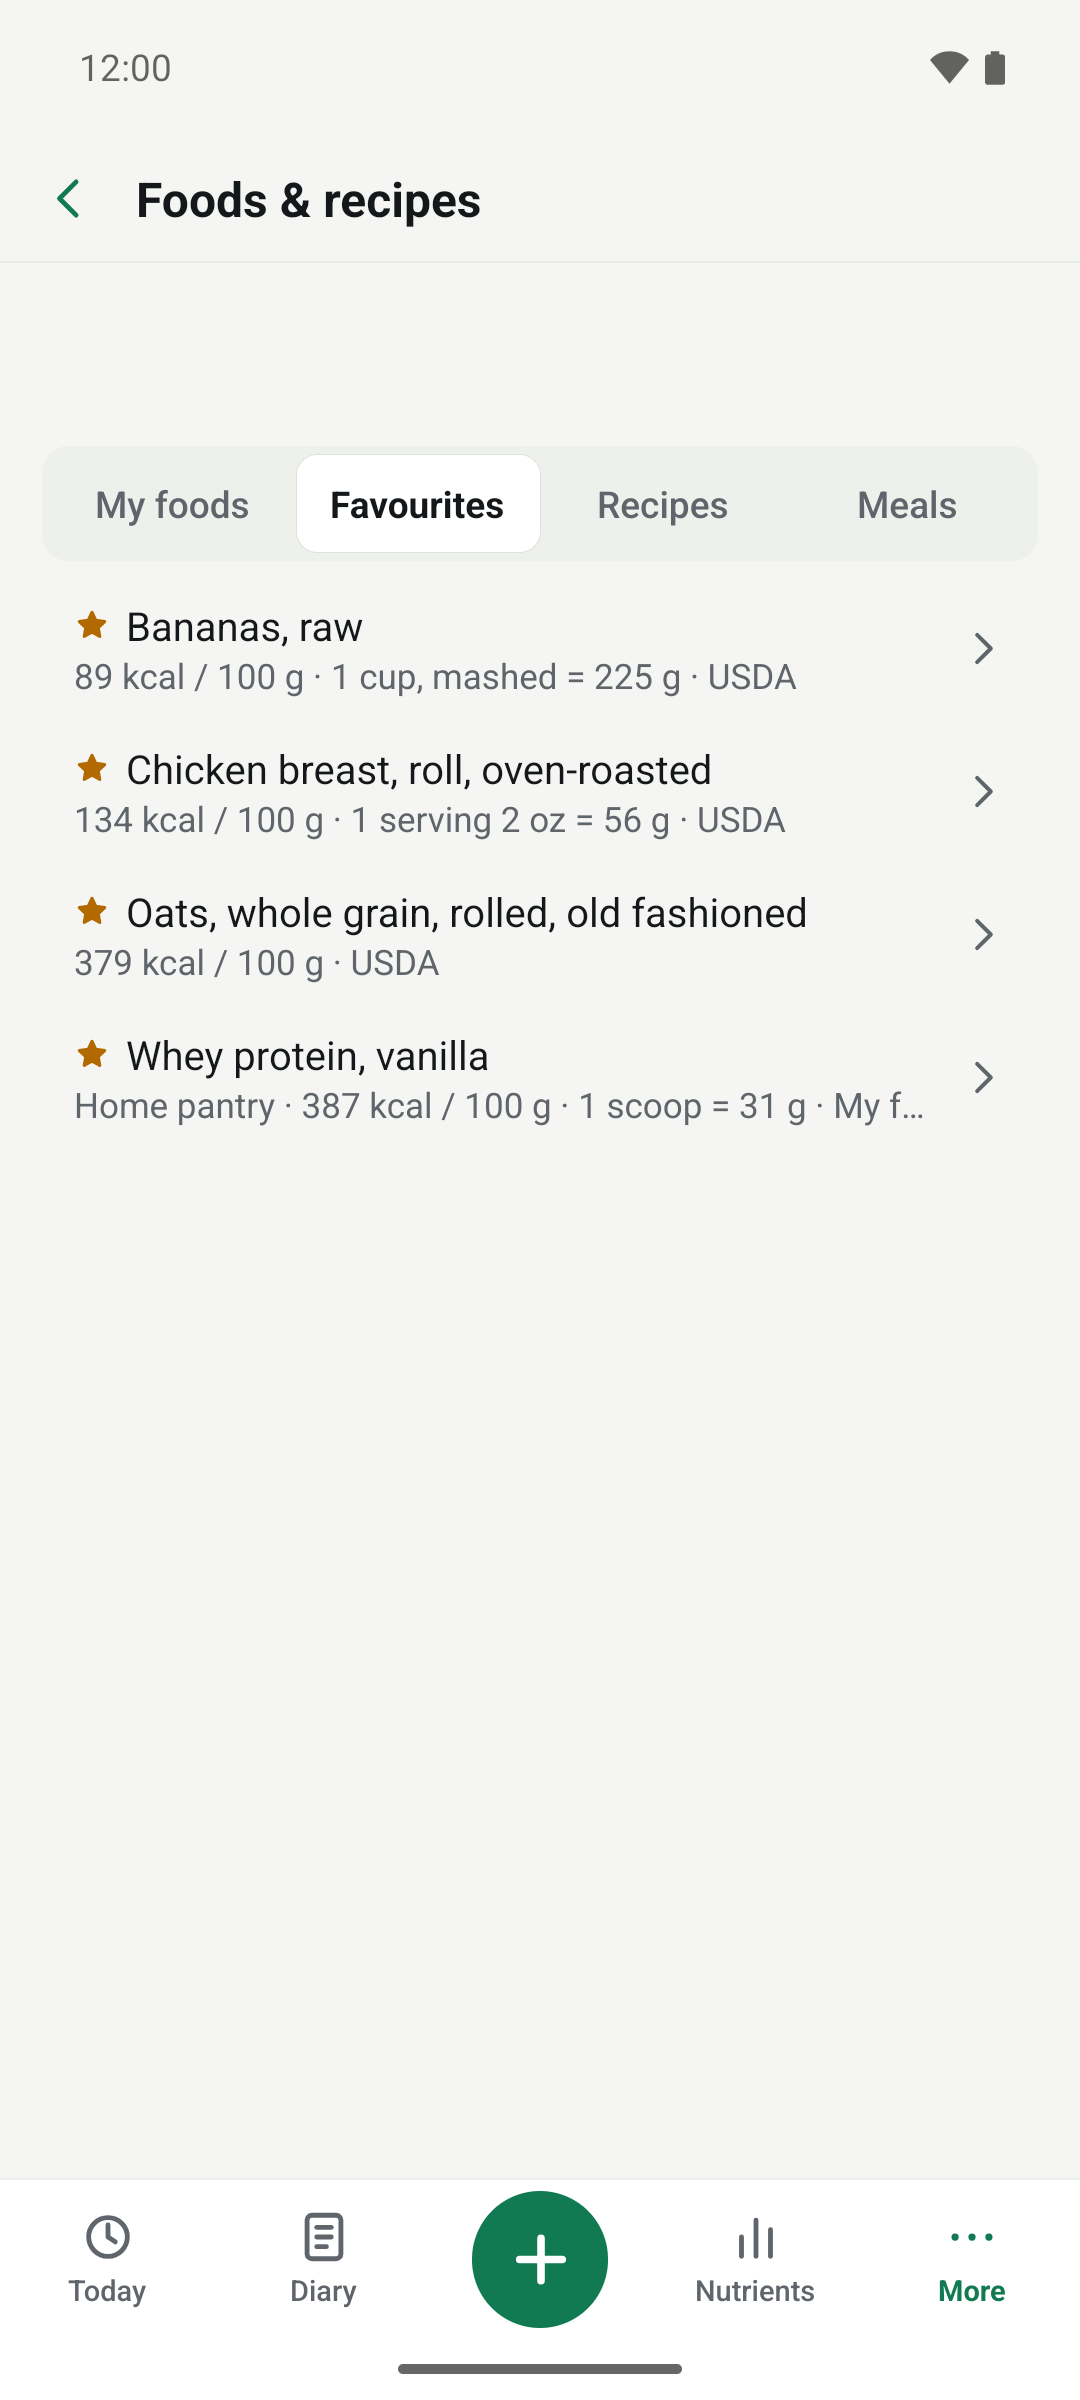 12:00
Foods & recipes
My foods
Favourites
Recipes
Meals
Bananas, raw
89 kcal / 100 g · 1 cup, mashed = 225 g · USDA
Chicken breast, roll, oven-roasted
134 kcal / 100 g · 1 serving 2 oz = 56 g · USDA
Oats, whole grain, rolled, old fashioned
379 kcal / 100 g · USDA
Whey protein, vanilla
Home pantry · 387 kcal / 100 g · 1 scoop = 31 g · My f…
Today
Diary
Nutrients
More